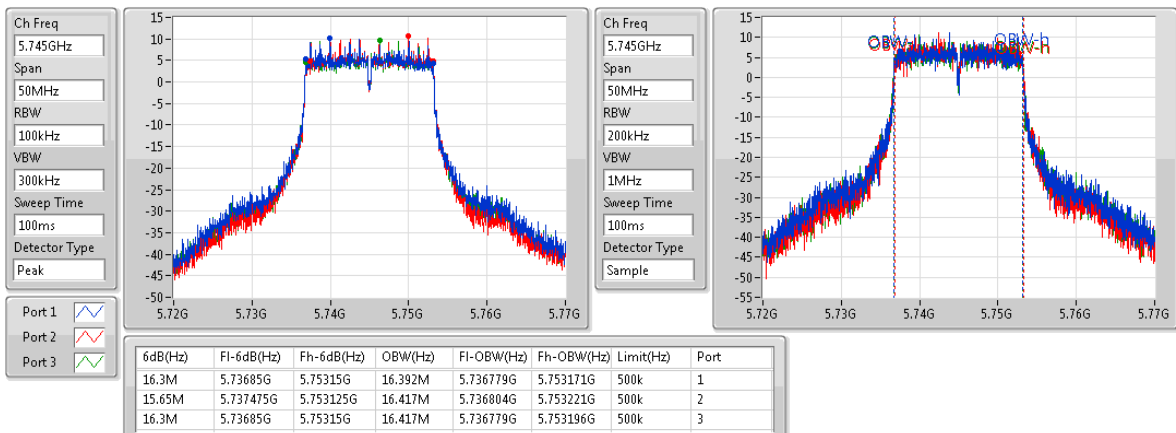 Ch Freq
5.745GHz
Span
50MHz
RBW
100kHz
VBW
300kHz
Sweep Time
100ms
Detector Type
Peak
Port 1
Port 2
Port 3
15
10
5
0
-5
-10
-15
-20
-25
-30
-35
-40
-45
-50
5.72G 5.73G 5.74G 5.75G 5.76G 5.77G
Ch Freq
5.745GHz
Span
50MHz
RBW
200kHz
VBW
1MHz
Sweep Time
100ms
Detector Type
Sample
15
10
5
0
-5
-10
-15
-20
-25
-30
-35
-40
-45
-50
-55
OBW-h
5.72G 5.73G 5.74G 5.75G 5.76G 5.77G
6dB(Hz) Fl-6dB(Hz) Fh-6dB(Hz) OBW(Hz) Fl-OBW(Hz) Fh-OBW(Hz) Limit(Hz) Port
16.3M 5.73685G 5.75315G 16.392M 5.736779G 5.753171G 500k 1
15.65M 5.737475G 5.753125G 16.417M 5.736804G 5.753221G 500k 2
16.3M 5.73685G 5.75315G 16.417M 5.736779G 5.753196G 500k 3